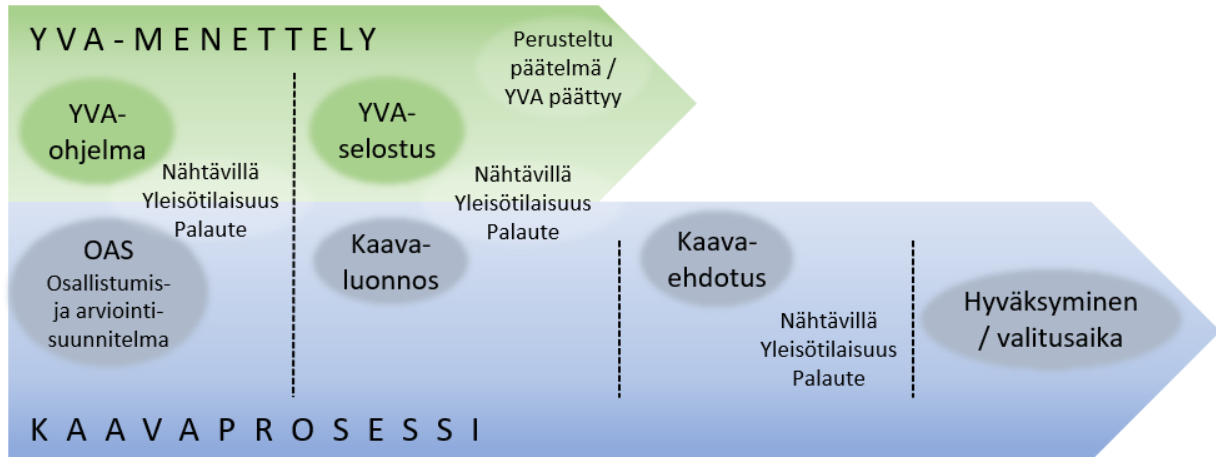 YVA-MENETTELY
Perusteltu
päätelmä /
YVA päättyy
YVA-
ohjelma
YVA-
selostus
Nähtävillä
Yleisötilaisuus
Palaute
Nähtävillä
Yleisötilaisuus
Palaute
OAS
Osallistumis-
ja arviointi-
suunnitelma
Kaava-
luonnos
Kaava-
ehdotus
Nähtävillä
Yleisötilaisuus
Palaute
Hyväksyminen
/ valitusaika
KAAVAPROSESSI